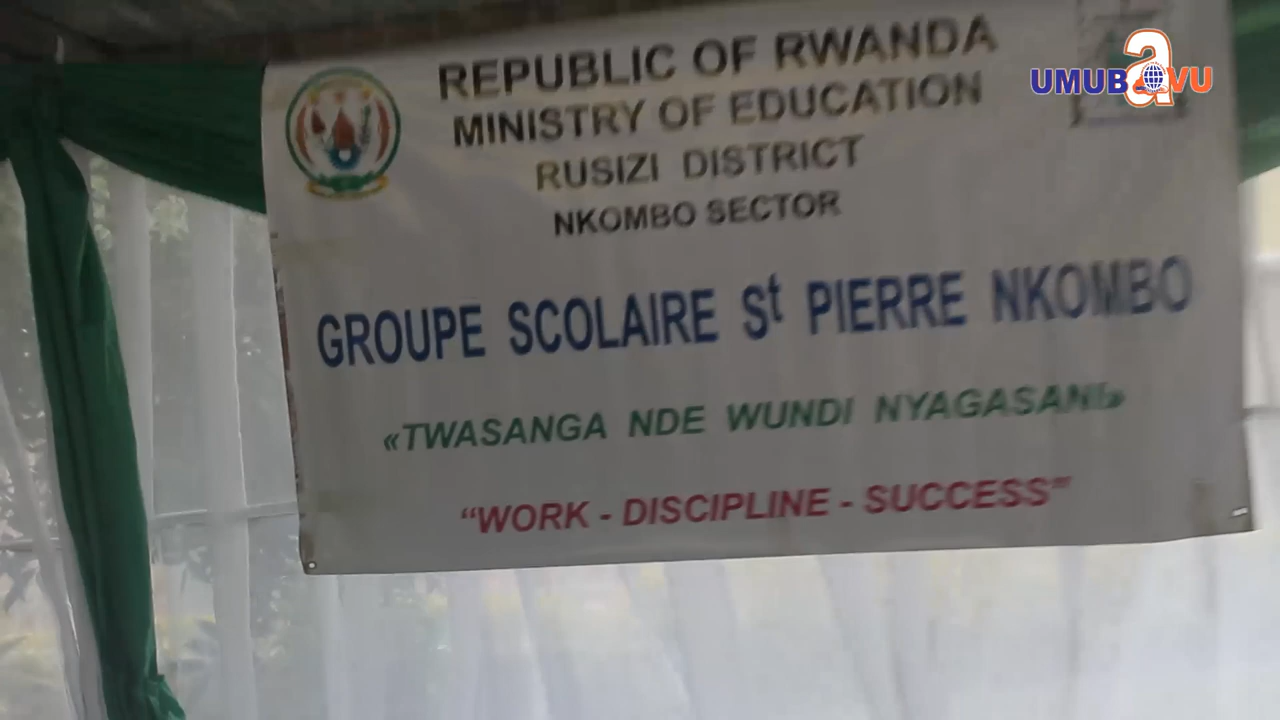 REPUBLIC OF RWANDA
MINISTRY OF EDUCATION
RUSIZI DISTRICT
NKOMBO SECTOR
GROUPE SCOLAIRE St PIERRE NKOMBO
«TWASANGA NDE WUNDI NYAGASANI»
“WORK - DISCIPLINE - SUCCESS”
UMUBAVU